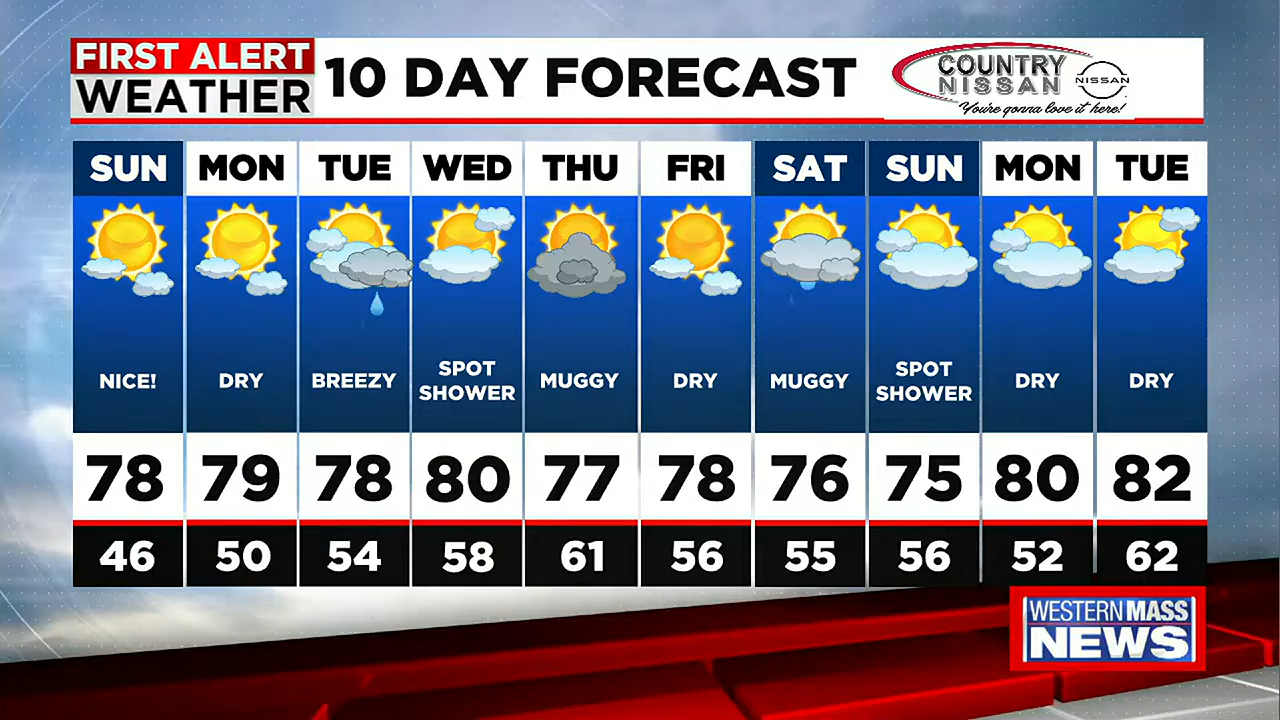 FIRST ALERT
WEATHER
10 DAY FORECAST
COUNTRY
NISSAN
NISSAN
You're gonna love it here!
SUN MON TUE WED THU FRI SAT SUN MON TUE
NICE! DRY BREEZY SPOT SHOWER MUGGY DRY MUGGY SPOT SHOWER DRY DRY
78 79 78 80 77 78 76 75 80 82
46 50 54 58 61 56 55 56 52 62
WESTERN MASS
NEWS